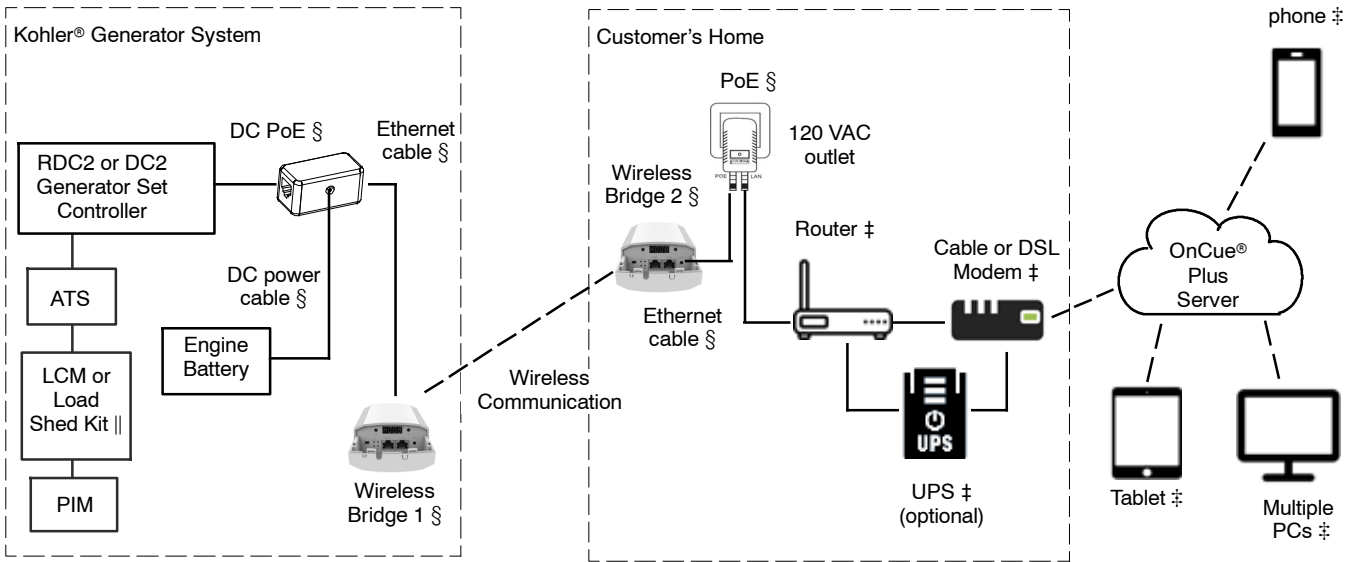 Kohler® Generator System
DC PoE §
Ethernet
cable §
RDC2 or DC2
Generator Set
Controller
DC power
cable §
ATS
Engine
Battery
LCM or
Load
Shed Kit ||
PIM
Wireless
Bridge 1 §
Wireless
Communication
Customer's Home
PoE §
120 VAC
outlet
POE
LAN
Wireless
Bridge 2 §
Ethernet
cable §
Router ‡
Cable or DSL
Modem ‡
UPS
UPS ‡
(optional)
phone ‡
OnCue®
Plus
Server
Tablet ‡
Multiple
PCs ‡